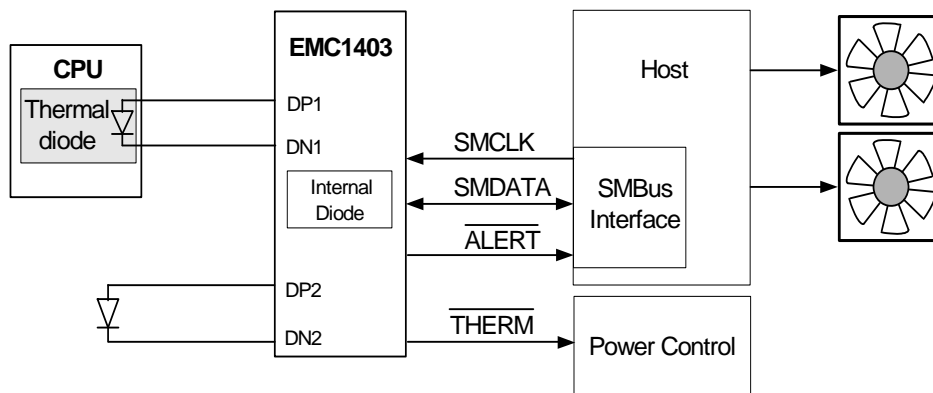 CPU
Thermal
diode
EMC1403
DP1
DN1
Internal
Diode
DP2
DN2
SMCLK
SMDATA
ALERT
THERM
Host
SMBus
Interface
Power Control